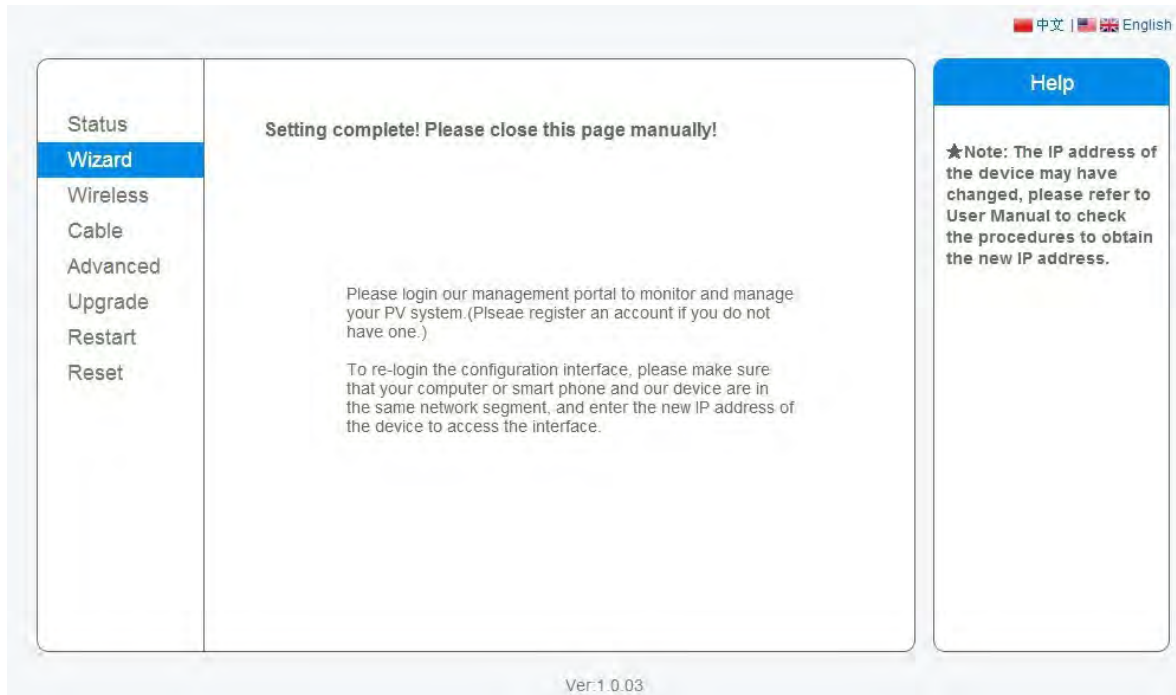 中文 | English
Help
Status
Wizard
Wireless
Cable
Advanced
Upgrade
Restart
Reset
Setting complete! Please close this page manually!
Please login our management portal to monitor and manage
your PV system.(Plseae register an account if you do not
have one.)
To re-login the configuration interface, please make sure
that your computer or smart phone and our device are in
the same network segment, and enter the new IP address of
the device to access the interface.
★Note: The IP address of
the device may have
changed, please refer to
User Manual to check
the procedures to obtain
the new IP address.
Ver:1.0.03